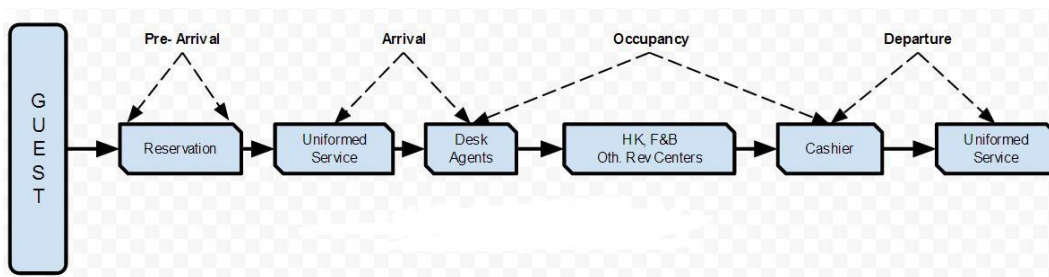 Pre- Arrival
Arrival
Occupancy
Departure
G
U
E
S
T
Reservation
Uniformed
Service
Desk
Agents
HK, F&B
Oth. Rev Centers
Cashier
Uniformed
Service